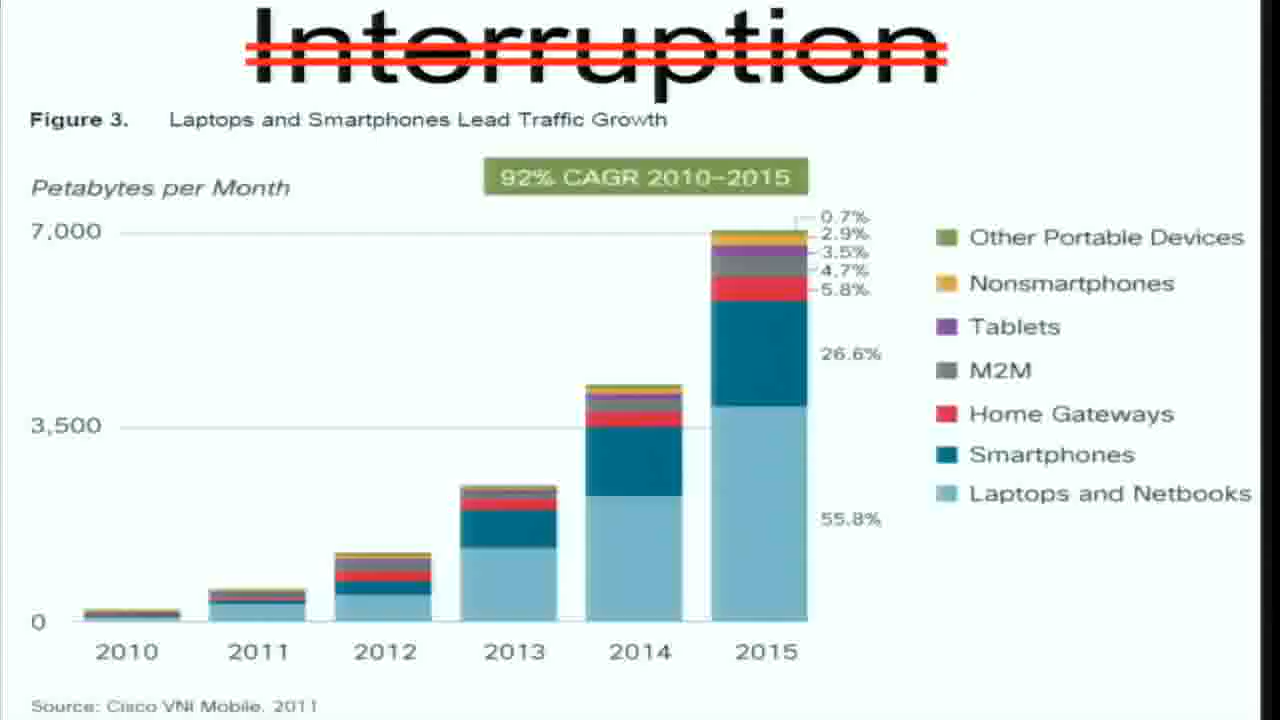 Interruption
Figure 3. Laptops and Smartphones Lead Traffic Growth
92% CAGR 2010–2015
Petabytes per Month
7,000
3,500
0
0.7%
2.9%
3.5%
4.7%
5.8%
26.6%
55.8%
Other Portable Devices
Nonsmartphones
Tablets
M2M
Home Gateways
Smartphones
Laptops and Netbooks
2010 2011 2012 2013 2014 2015
Source: Cisco VNI Mobile, 2011